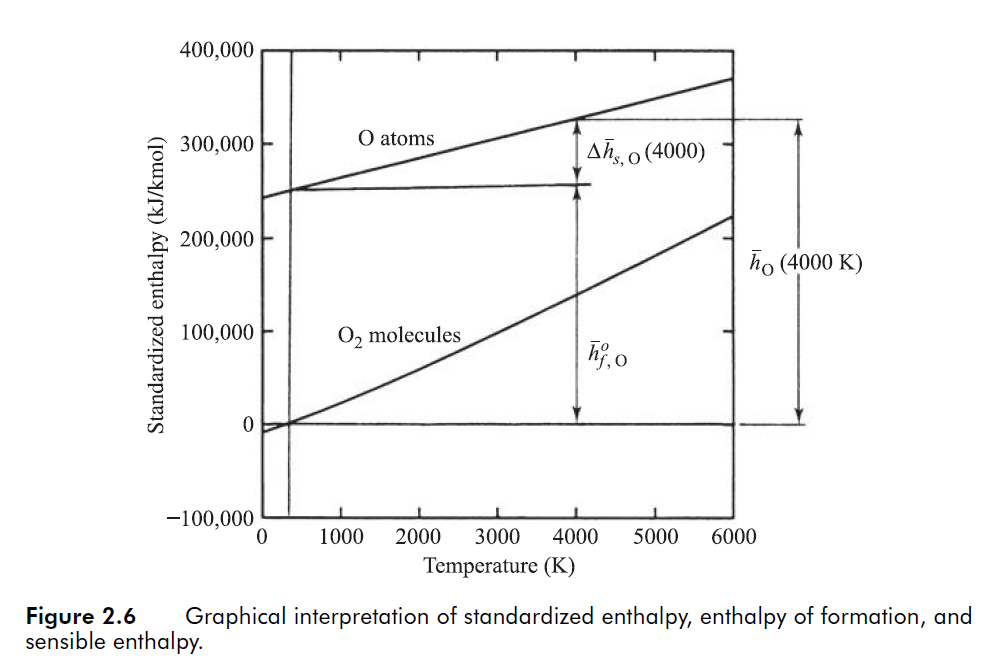 400,000
300,000
200,000
100,000
0
−100,000
Standardized enthalpy (kJ/kmol)
O atoms
Δh̄s, O (4000)
h̄O (4000 K)
O2 molecules
h̄of, O
0 1000 2000 3000 4000 5000 6000
Temperature (K)
Figure 2.6 Graphical interpretation of standardized enthalpy, enthalpy of formation, and
sensible enthalpy.